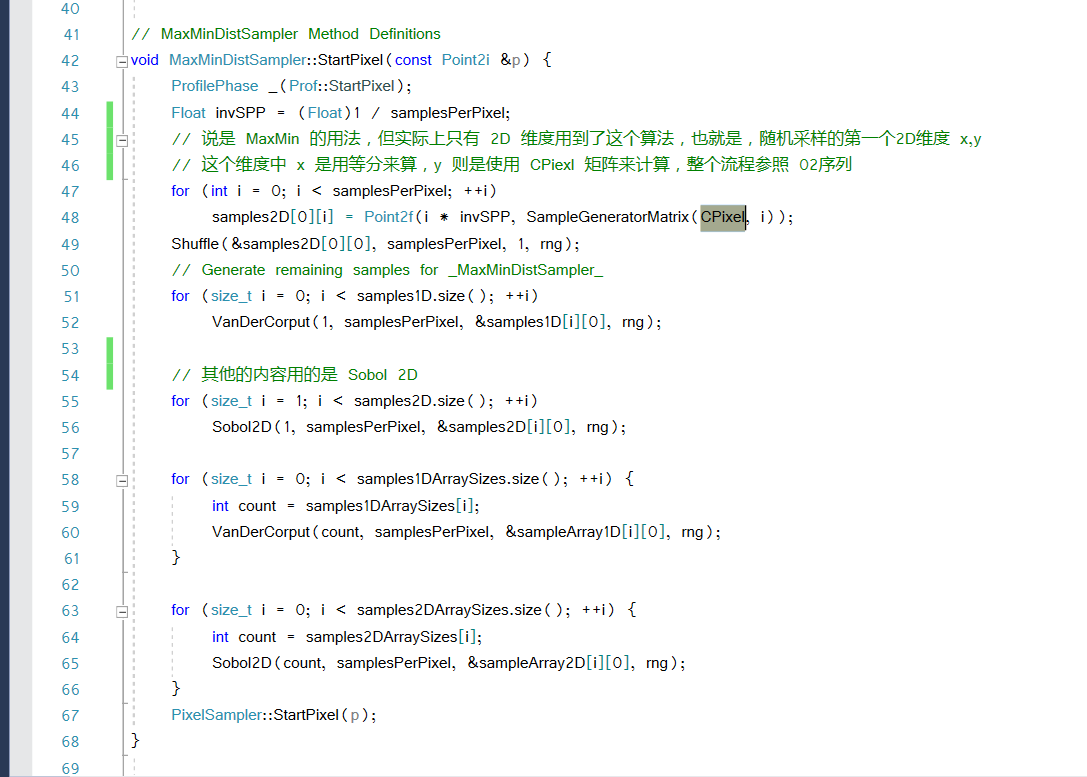 40
41 // MaxMinDistSampler Method Definitions
42 void MaxMinDistSampler::StartPixel(const Point2i &p) {
43 ProfilePhase _(Prof::StartPixel);
44 Float invSPP = (Float)1 / samplesPerPixel;
45 // 说是 MaxMin 的用法，但实际上只有 2D 维度用到了这个算法，也就是，随机采样的第一个2D维度 x,y
46 // 这个维度中 x 是用等分来算，y 则是使用 CPiexl 矩阵来计算，整个流程参照 02序列
47 for (int i = 0; i < samplesPerPixel; ++i)
48 samples2D[0][i] = Point2f(i * invSPP, SampleGeneratorMatrix(CPixel, i));
49 Shuffle(&samples2D[0][0], samplesPerPixel, 1, rng);
50 // Generate remaining samples for _MaxMinDistSampler_
51 for (size_t i = 0; i < samples1D.size(); ++i)
52 VanDerCorput(1, samplesPerPixel, &samples1D[i][0], rng);
53
54 // 其他的内容用的是 Sobol 2D
55 for (size_t i = 1; i < samples2D.size(); ++i)
56 Sobol2D(1, samplesPerPixel, &samples2D[i][0], rng);
57
58 for (size_t i = 0; i < samples1DArraySizes.size(); ++i) {
59 int count = samples1DArraySizes[i];
60 VanDerCorput(count, samplesPerPixel, &sampleArray1D[i][0], rng);
61 }
62
63 for (size_t i = 0; i < samples2DArraySizes.size(); ++i) {
64 int count = samples2DArraySizes[i];
65 Sobol2D(count, samplesPerPixel, &sampleArray2D[i][0], rng);
66 }
67 PixelSampler::StartPixel(p);
68 }
69